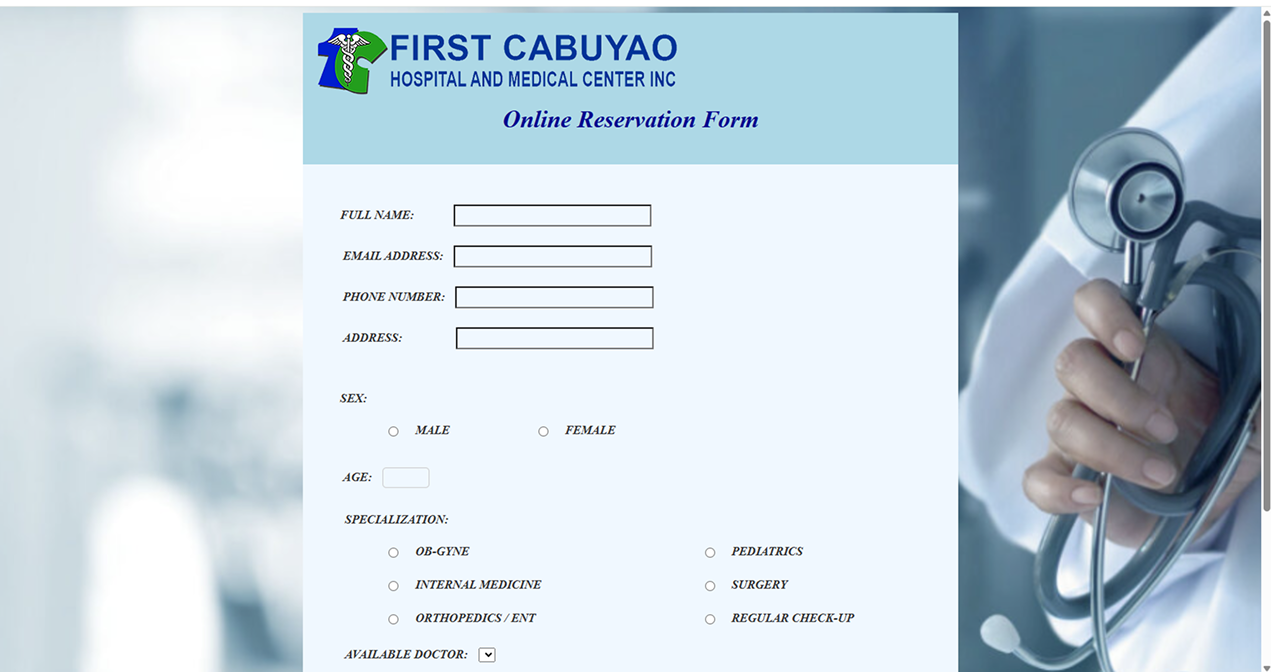 FIRST CABUYAO
HOSPITAL AND MEDICAL CENTER INC
Online Reservation Form
FULL NAME:
EMAIL ADDRESS:
PHONE NUMBER:
ADDRESS:
SEX:
MALE FEMALE
AGE:
SPECIALIZATION:
OB-GYNE PEDIATRICS
INTERNAL MEDICINE SURGERY
ORTHOPEDICS / ENT REGULAR CHECK-UP
AVAILABLE DOCTOR: